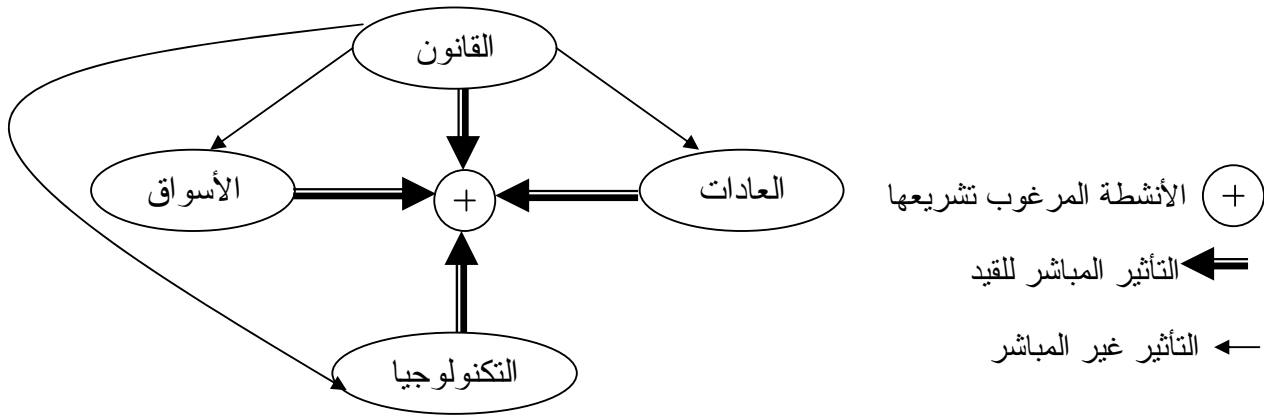 القانون
الأسواق
+
العادات
التكنولوجيا
+ الأنشطة المرغوب تشريعها
التأثير المباشر للقيد
التأثير غير المباشر